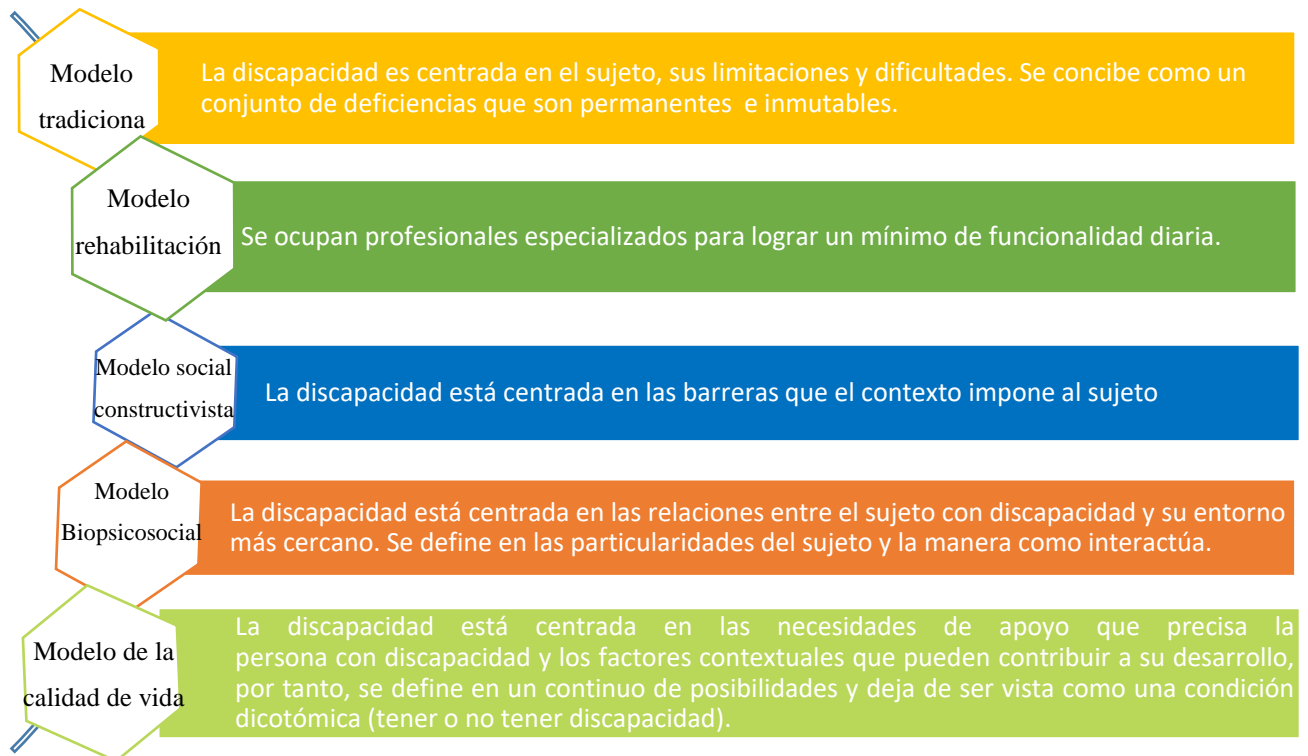 Modelo
tradiciona
La discapacidad es centrada en el sujeto, sus limitaciones y dificultades. Se concibe como un
conjunto de deficiencias que son permanentes e inmutables.
Modelo
rehabilitación
Se ocupan profesionales especializados para lograr un mínimo de funcionalidad diaria.
Modelo social
constructivista
La discapacidad está centrada en las barreras que el contexto impone al sujeto
Modelo
Biopsicosocial
La discapacidad está centrada en las relaciones entre el sujeto con discapacidad y su entorno
más cercano. Se define en las particularidades del sujeto y la manera como interactúa.
Modelo de la
calidad de vida
La discapacidad está centrada en las necesidades de apoyo que precisa la
persona con discapacidad y los factores contextuales que pueden contribuir a su desarrollo,
por tanto, se define en un continuo de posibilidades y deja de ser vista como una condición
dicotómica (tener o no tener discapacidad).